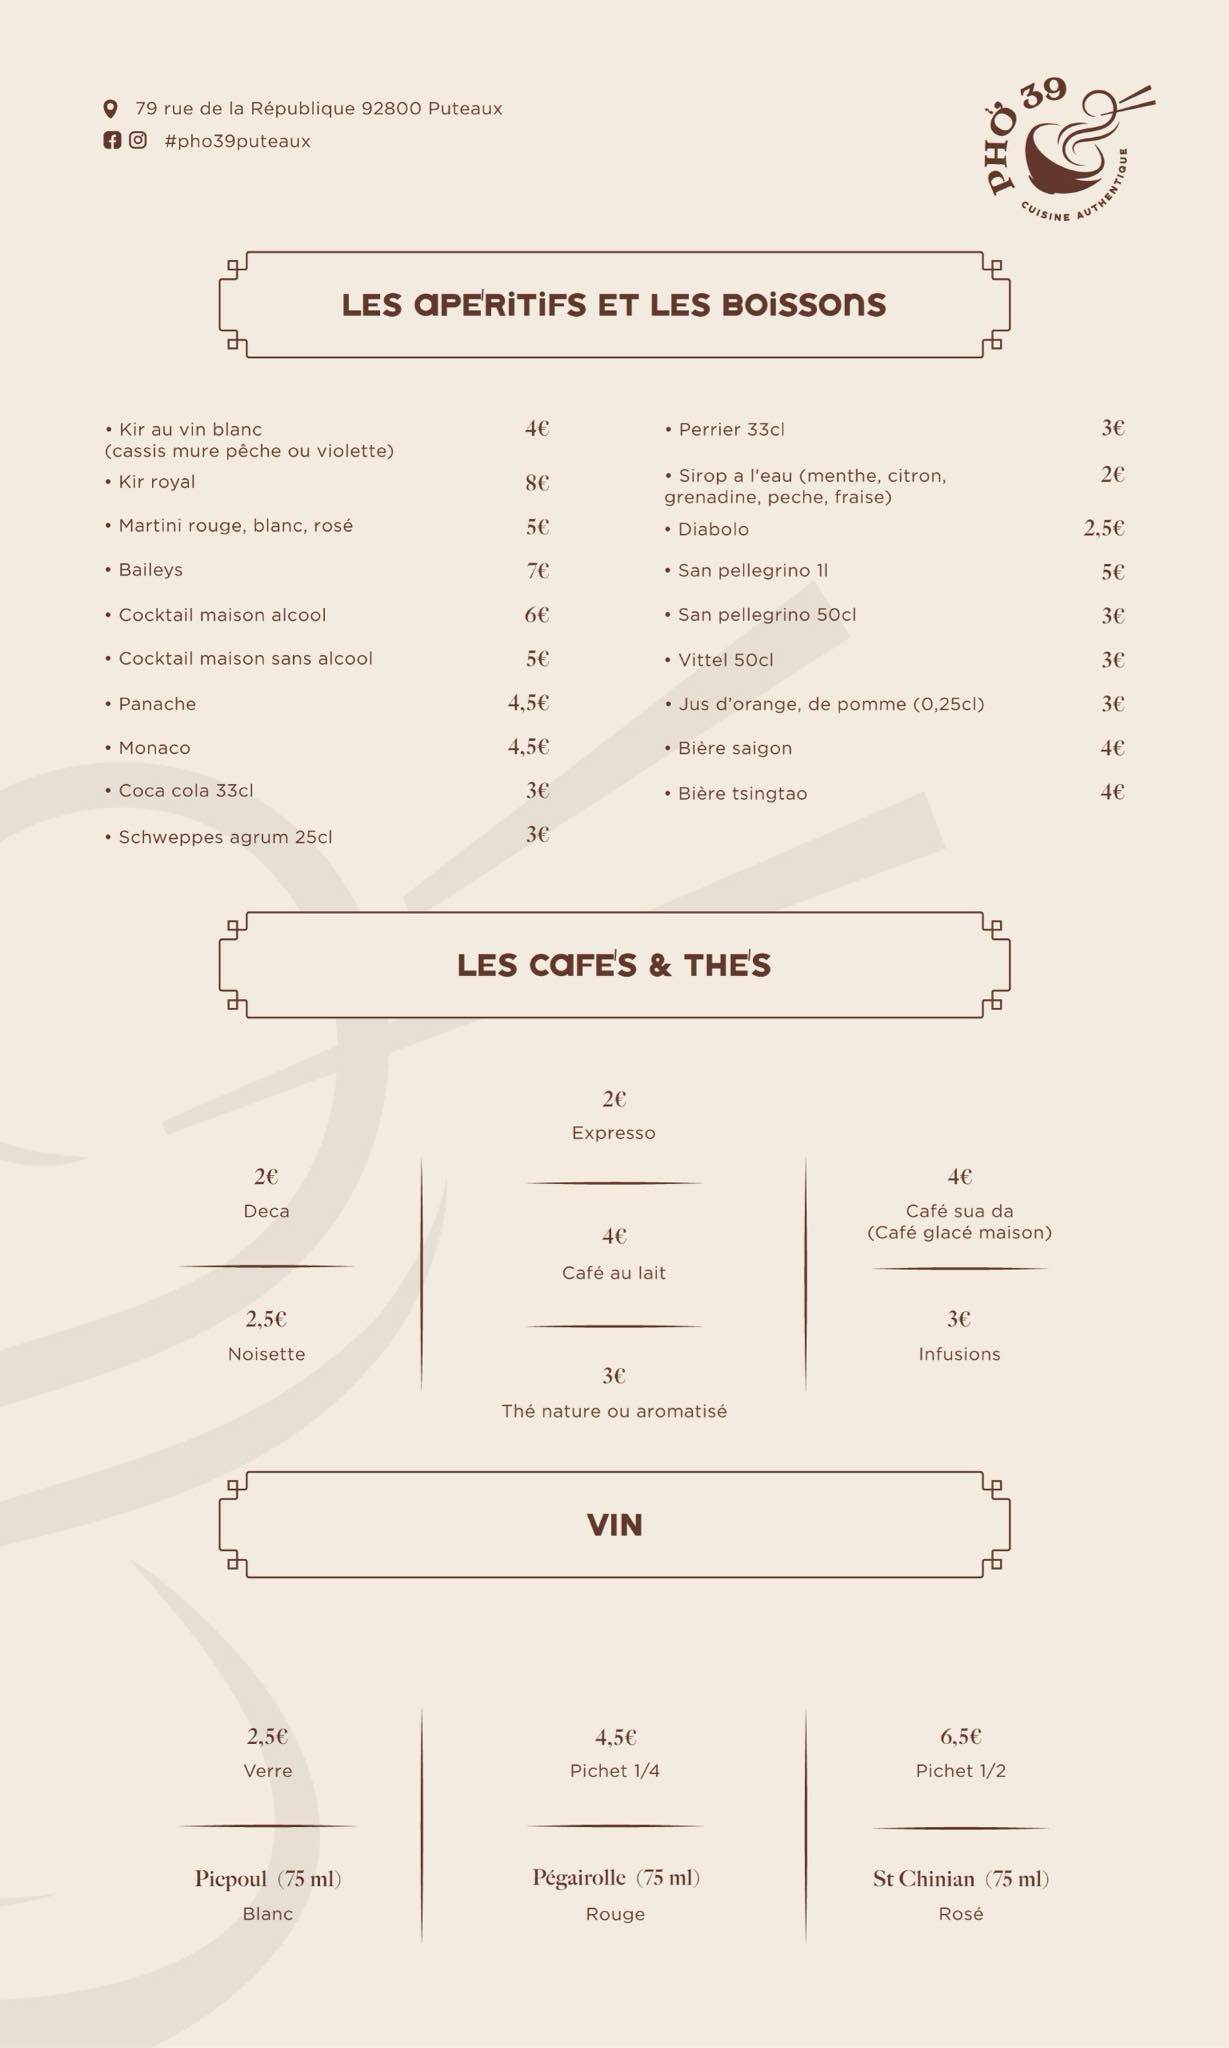 79 rue de la République 92800 Puteaux
#pho39puteaux
PHỞ 39
CUISINE AUTHENTIQUE
LES APÉRITIFS ET LES BOISSONS
• Kir au vin blanc 4€
(cassis mure pêche ou violette)
• Kir royal 8€
• Martini rouge, blanc, rosé 5€
• Baileys 7€
• Cocktail maison alcool 6€
• Cocktail maison sans alcool 5€
• Panache 4,5€
• Monaco 4,5€
• Coca cola 33cl 3€
• Schweppes agrum 25cl 3€
• Perrier 33cl 3€
• Sirop a l'eau (menthe, citron, 2€
grenadine, peche, fraise)
• Diabolo 2,5€
• San pellegrino 1l 5€
• San pellegrino 50cl 3€
• Vittel 50cl 3€
• Jus d’orange, de pomme (0,25cl) 3€
• Bière saigon 4€
• Bière tsingtao 4€
LES CAFÉS & THÉS
2€
Deca
2,5€
Noisette
2€
Expresso
4€
Café au lait
3€
Thé nature ou aromatisé
4€
Café sua da
(Café glacé maison)
3€
Infusions
VIN
2,5€
Verre
Picpoul (75 ml)
Blanc
4,5€
Pichet 1/4
Pégairolle (75 ml)
Rouge
6,5€
Pichet 1/2
St Chinian (75 ml)
Rosé